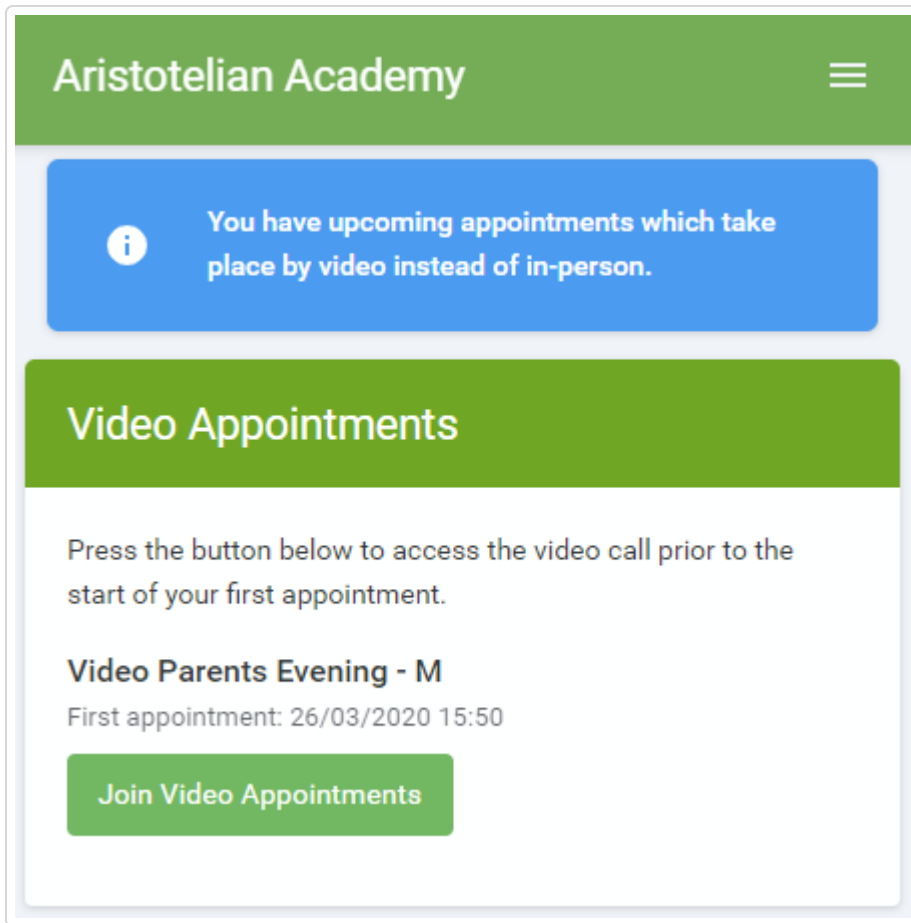 Aristotelian Academy
You have upcoming appointments which take
place by video instead of in-person.
Video Appointments
Press the button below to access the video call prior to the
start of your first appointment.
Video Parents Evening - M
First appointment: 26/03/2020 15:50
Join Video Appointments